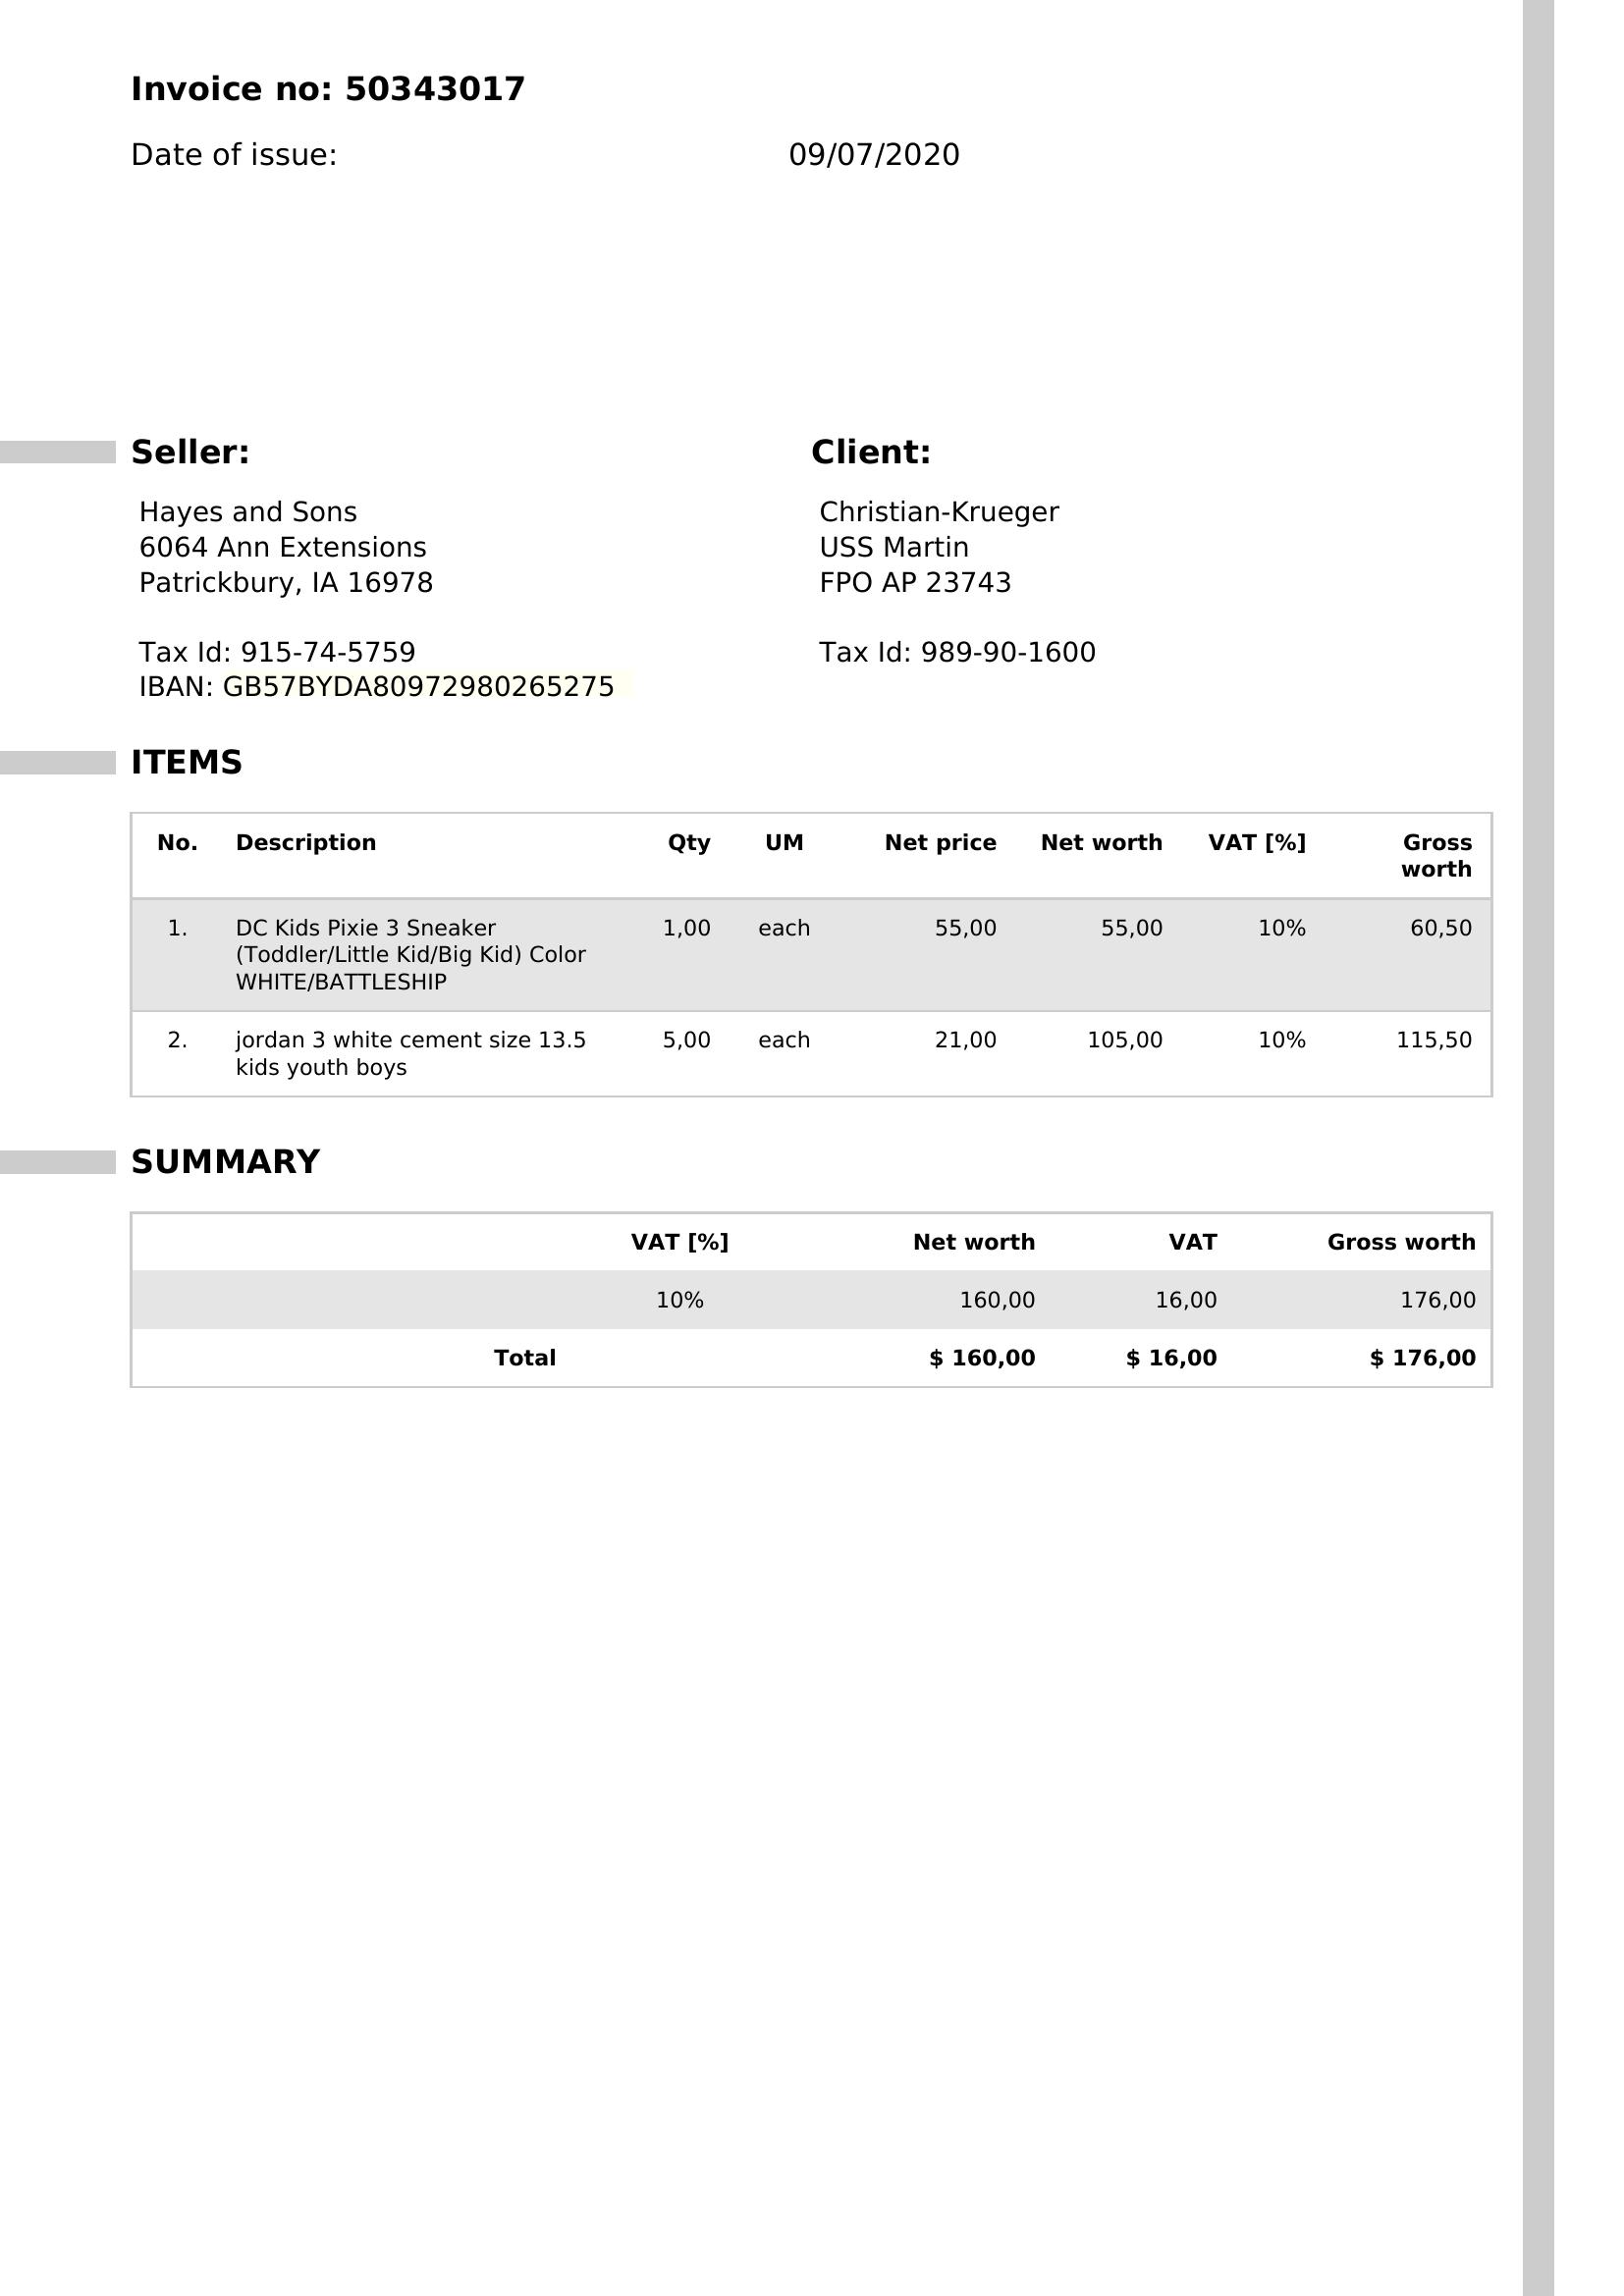 Invoice no: 50343017
Date of issue: 09/07/2020
Seller: Client:
Hayes and Sons Christian-Krueger
6064 Ann Extensions USS Martin
Patrickbury, IA 16978 FPO AP 23743
Tax Id: 915-74-5759 Tax Id: 989-90-1600
IBAN: GB57BYDA80972980265275
ITEMS
No. Description Qty UM Net price Net worth VAT [%] Gross
worth
1. DC Kids Pixie 3 Sneaker 1,00 each 55,00 55,00 10% 60,50
(Toddler/Little Kid/Big Kid) Color
WHITE/BATTLESHIP
2. jordan 3 white cement size 13.5 5,00 each 21,00 105,00 10% 115,50
kids youth boys
SUMMARY
VAT [%] Net worth VAT Gross worth
10% 160,00 16,00 176,00
Total $ 160,00 $ 16,00 $ 176,00